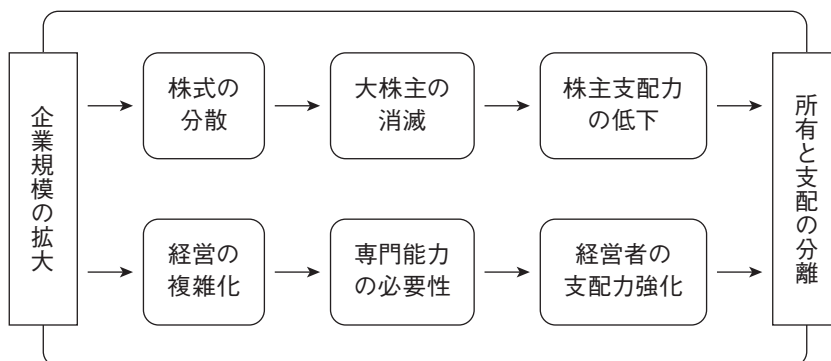 企業規模の拡大
株式の
分散
大株主の
消滅
株主支配力
の低下
経営の
複雑化
専門能力
の必要性
経営者の
支配力強化
所有と支配の分離